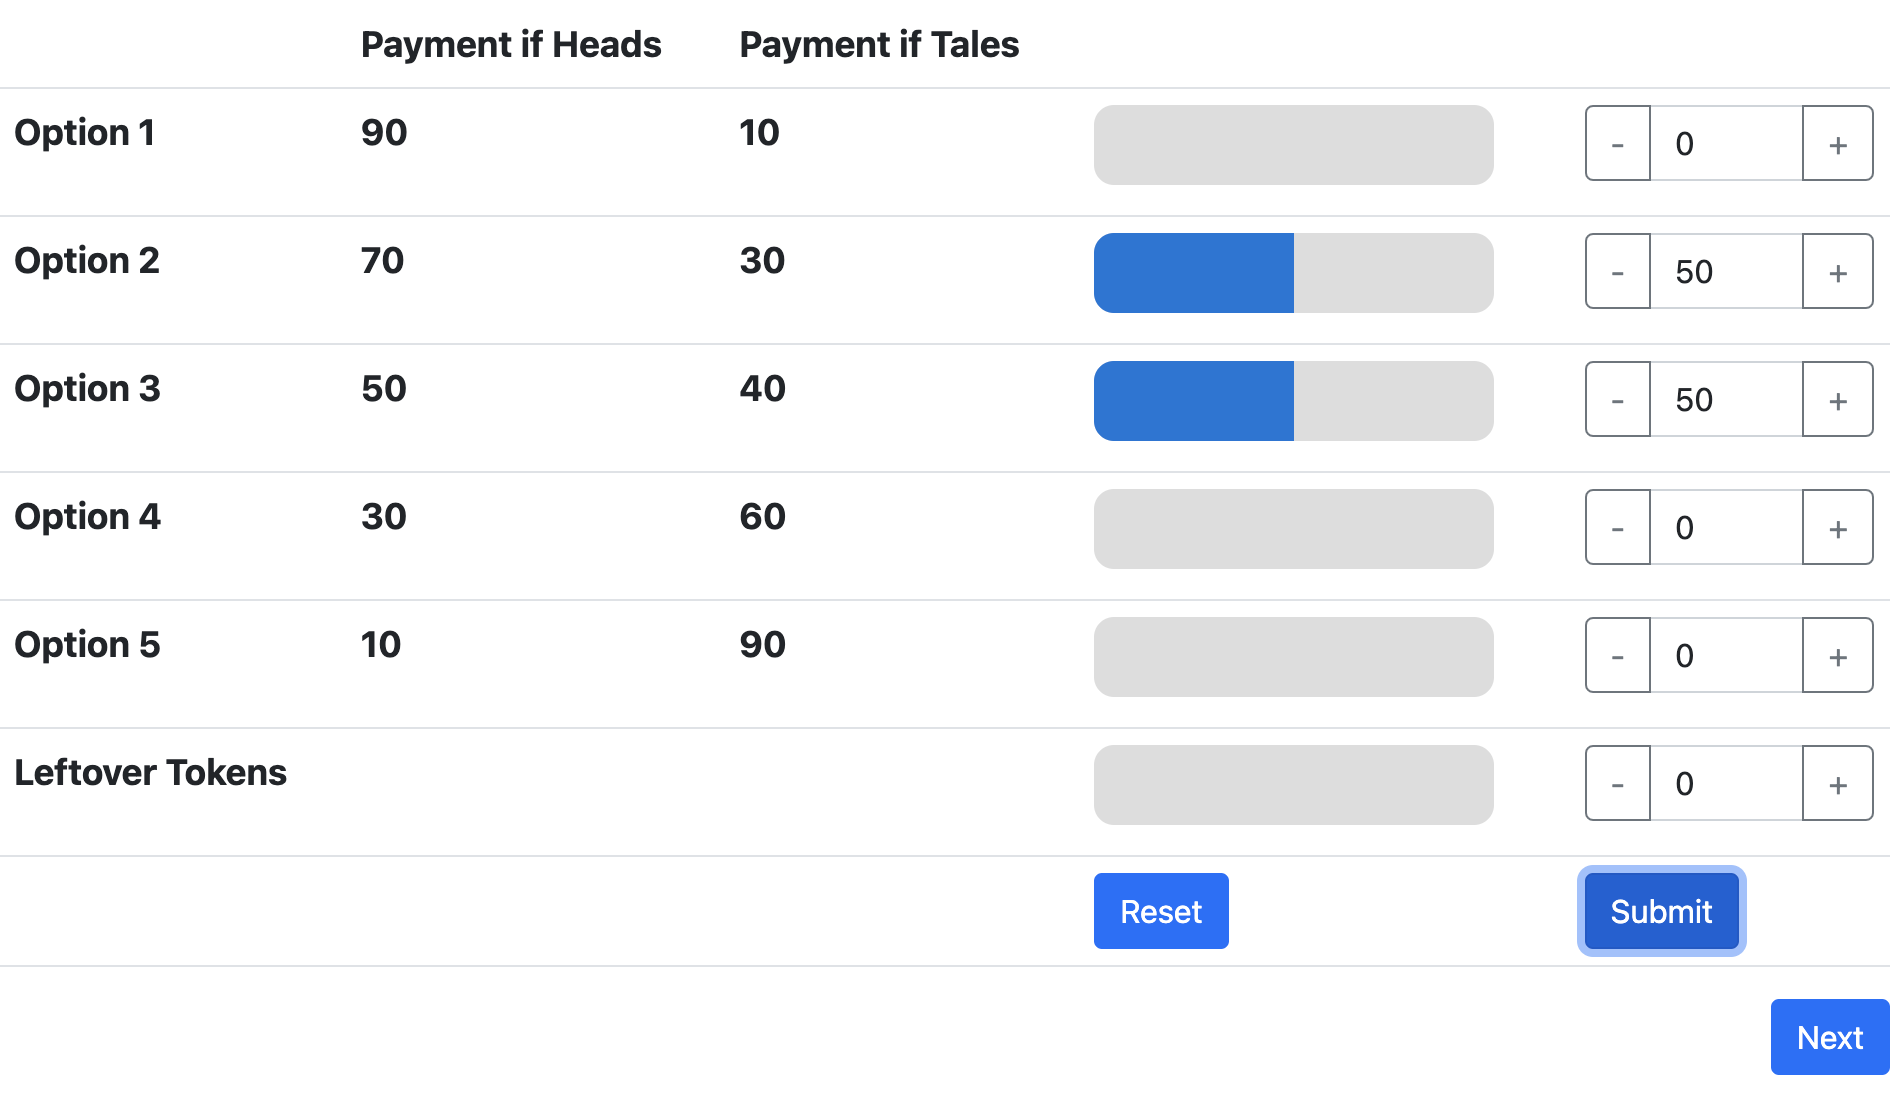 Payment if Heads Payment if Tales
Option 1 90 10 - 0 +
Option 2 70 30 - 50 +
Option 3 50 40 - 50 +
Option 4 30 60 - 0 +
Option 5 10 90 - 0 +
Leftover Tokens - 0 +
Reset Submit
Next